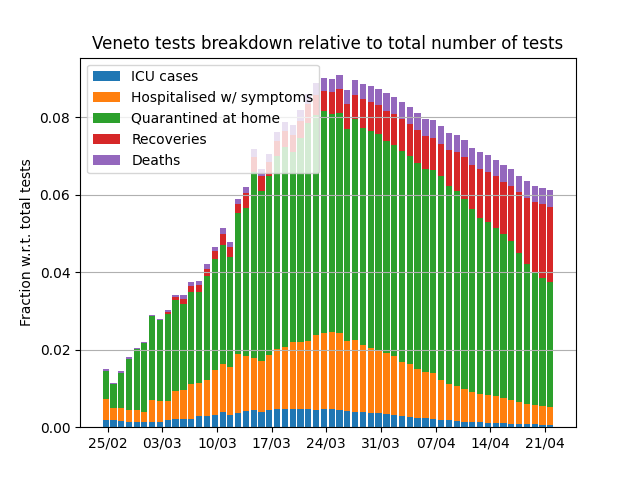 Veneto tests breakdown relative to total number of tests
ICU cases
Hospitalised w/ symptoms
Quarantined at home
Recoveries
Deaths
Fraction w.r.t. total tests
0.08
0.06
0.04
0.02
0.00
25/02 03/03 10/03 17/03 24/03 31/03 07/04 14/04 21/04